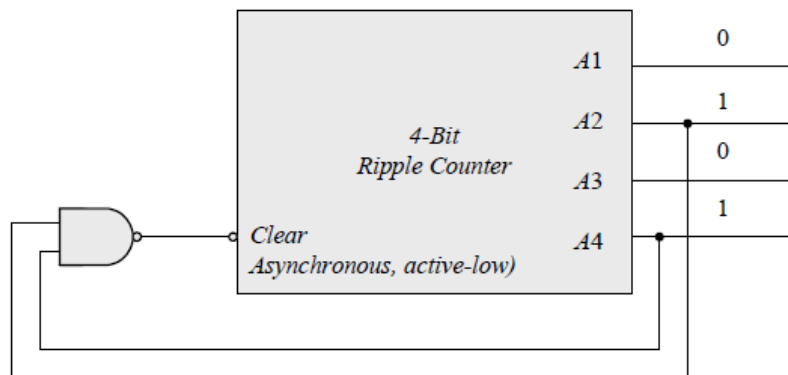 0
A1
1
A2
4-Bit
Ripple Counter
0
A3
1
Clear
A4
Asynchronous, active-low)